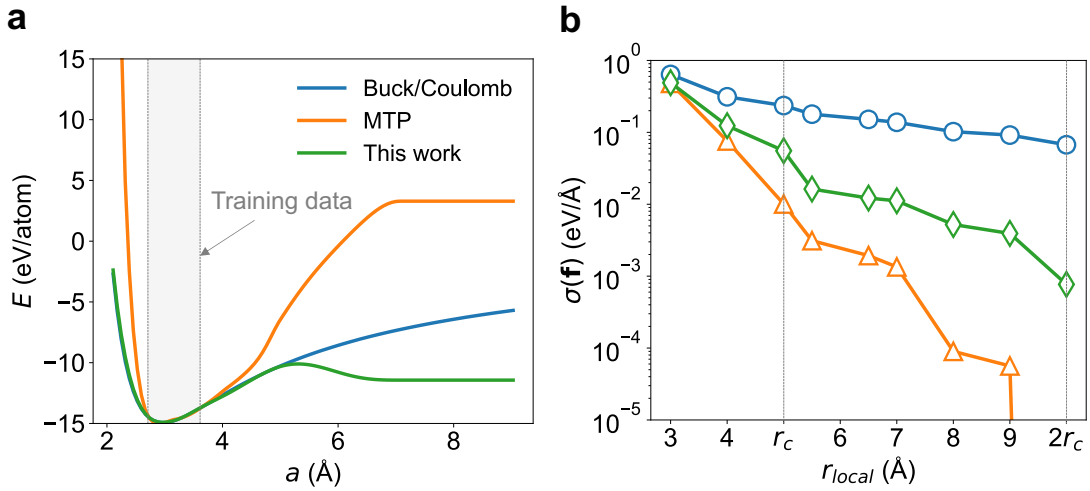 a
15
10
5
0
−5
−10
−15
E (eV/atom)
2
4
6
8
a (Å)
Buck/Coulomb
MTP
This work
Training data
b
10^0
10^-1
10^-2
10^-3
10^-4
10^-5
σ(f) (eV/Å)
3
4
r_c
6
7
8
9
2r_c
r_local (Å)